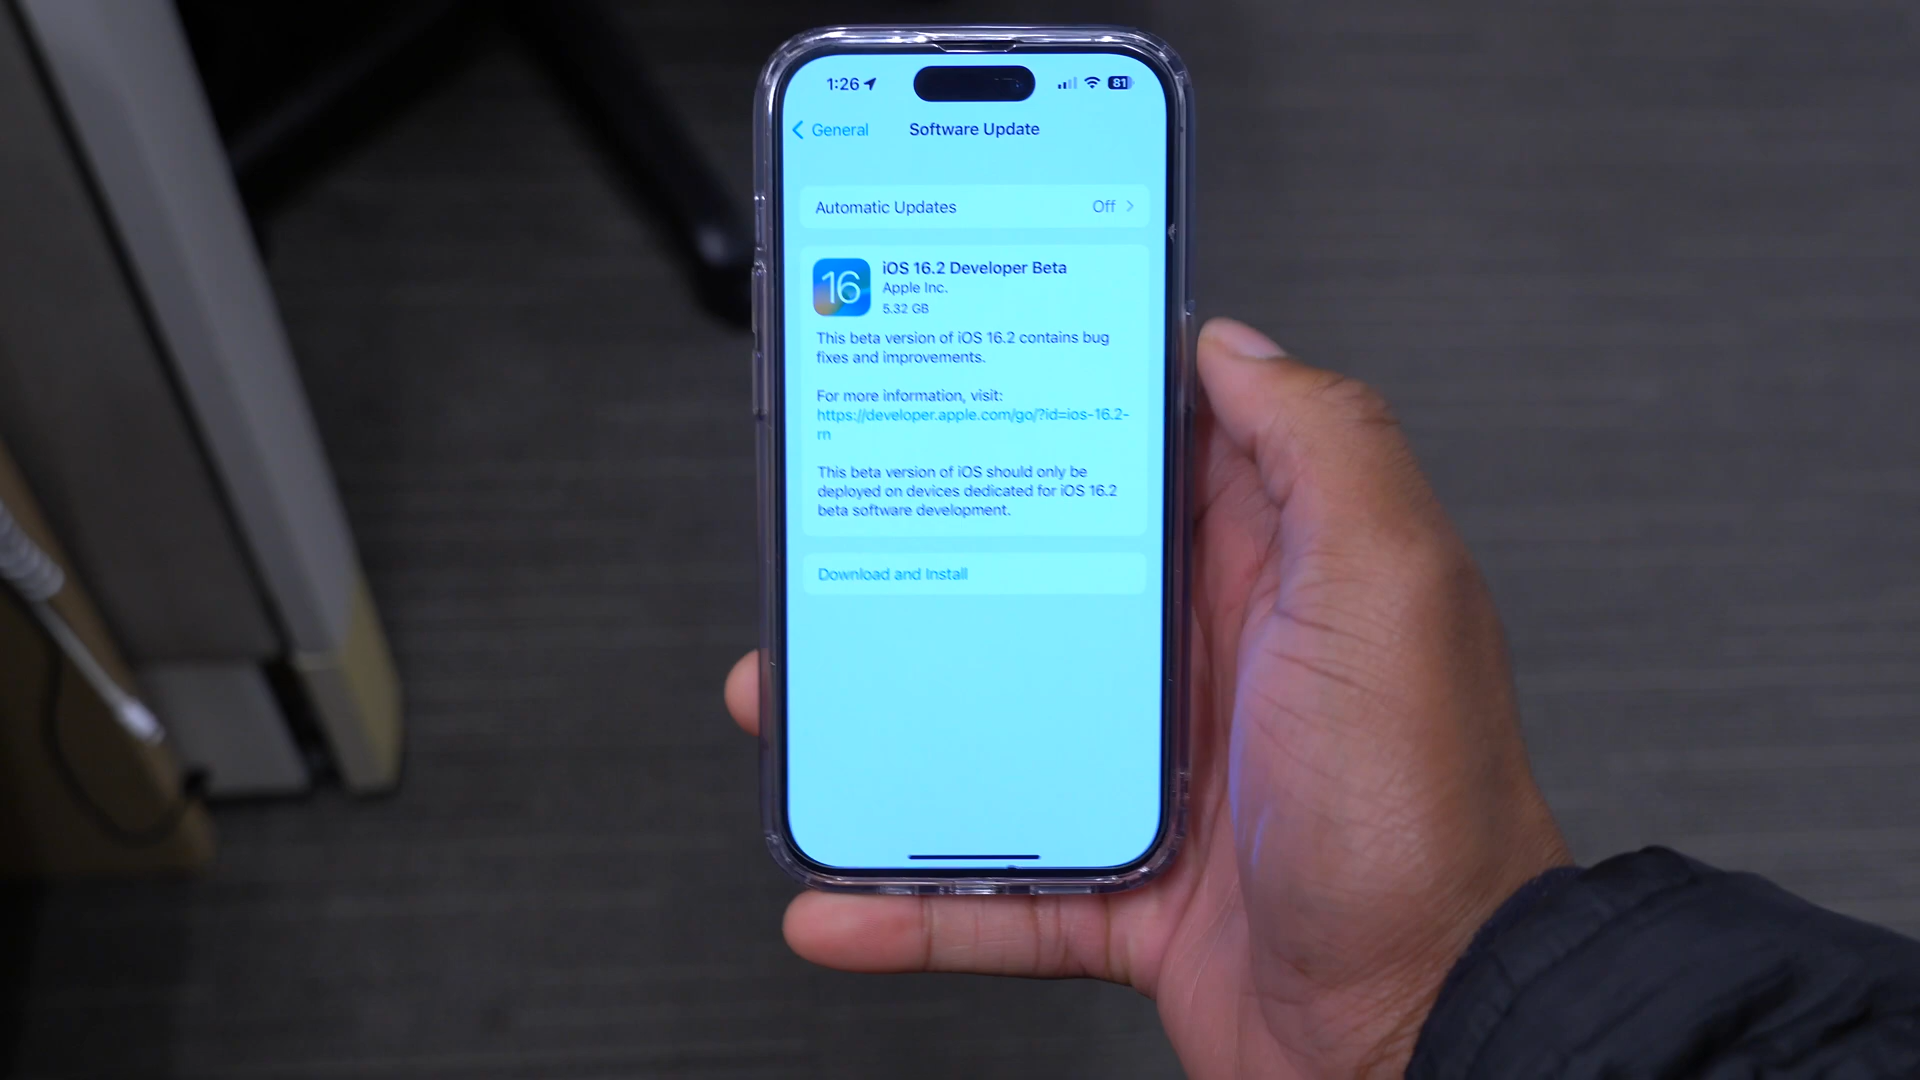 1:26
81
General
Software Update
Automatic Updates
Off
16
iOS 16.2 Developer Beta
Apple Inc.
5.32 GB
This beta version of iOS 16.2 contains bug
fixes and improvements.
For more information, visit:
https://developer.apple.com/go/?id=ios-16.2-
rn
This beta version of iOS should only be
deployed on devices dedicated for iOS 16.2
beta software development.
Download and Install